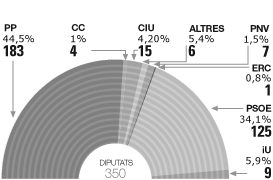 PP
44,5%
183
CC
1%
4
CIU
4,20%
15
ALTRES
5,4%
6
PNV
1,5%
7
ERC
0,8%
1
PSOE
34,1%
125
iU
5,9%
9
DIPUTATS
350